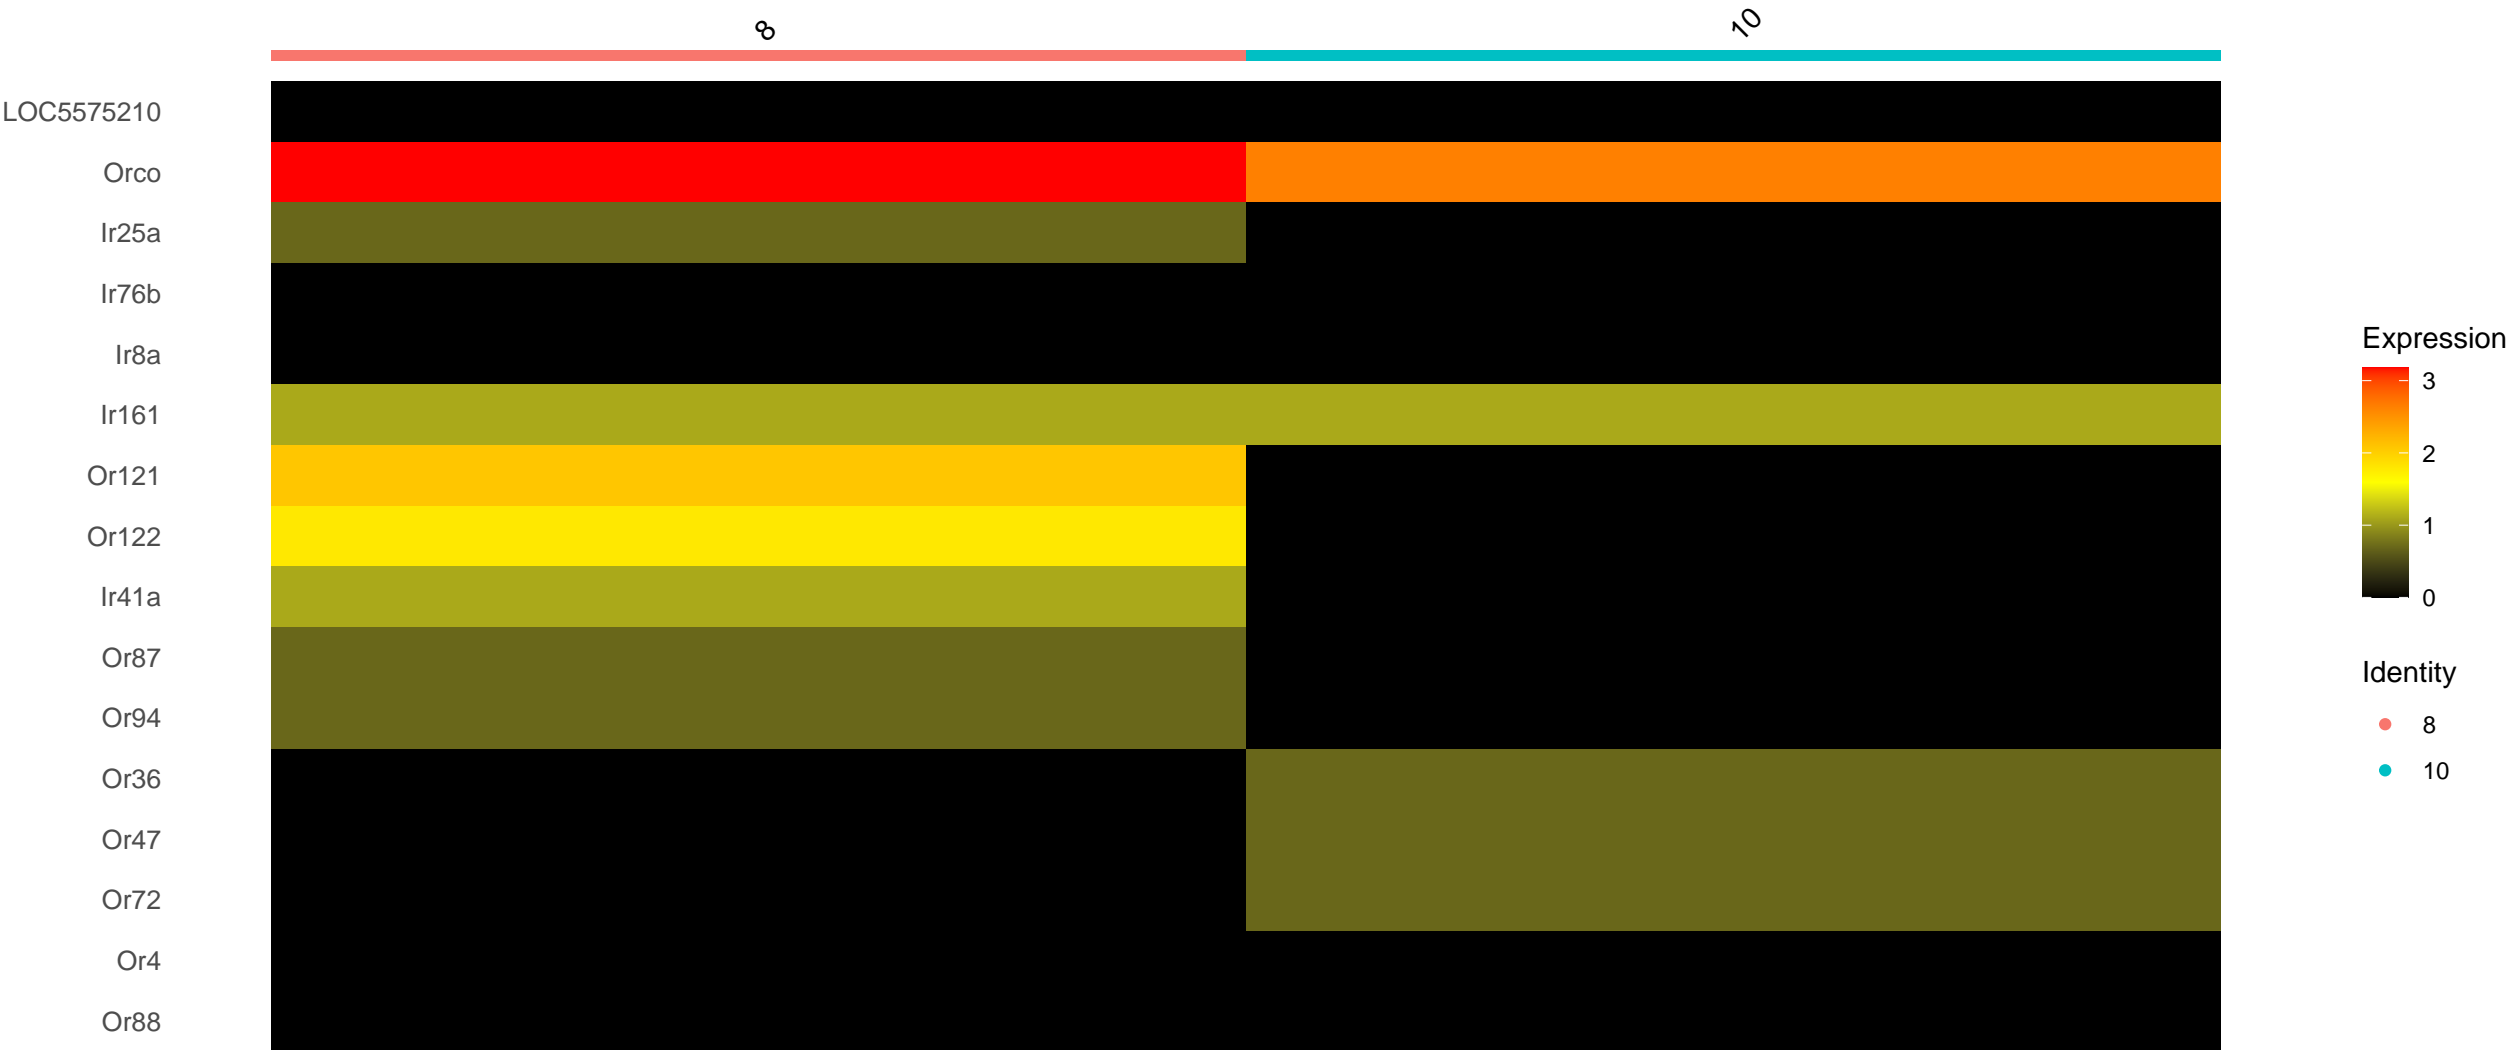 8
10
LOC5575210
Orco
Ir25a
Ir76b
Ir8a
Ir161
Or121
Or122
Ir41a
Or87
Or94
Or36
Or47
Or72
Or4
Or88
Expression
3
2
1
0
Identity
8
10